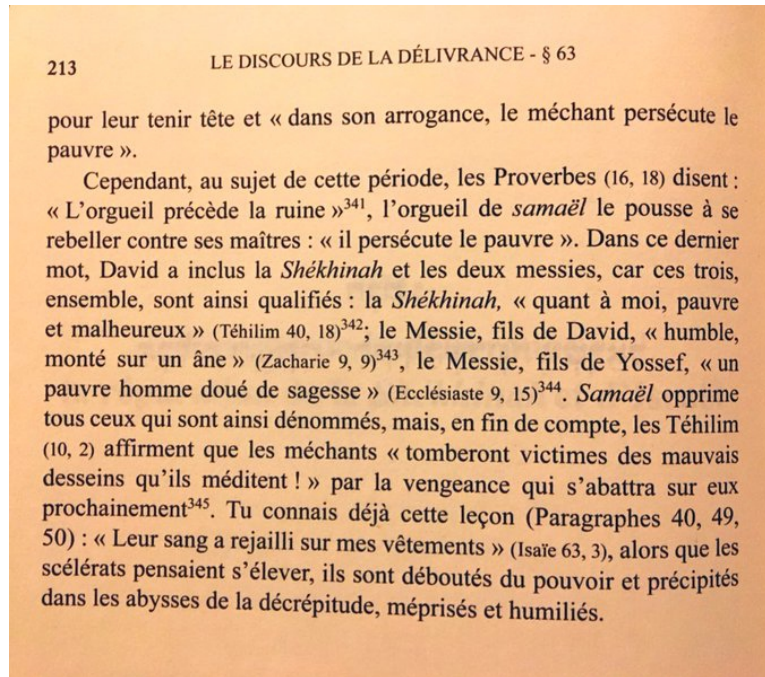 213 LE DISCOURS DE LA DÉLIVRANCE - § 63
pour leur tenir tête et « dans son arrogance, le méchant persécute le
pauvre ».
Cependant, au sujet de cette période, les Proverbes (16, 18) disent :
« L'orgueil précède la ruine »³⁴¹, l'orgueil de samaël le pousse à se
rebeller contre ses maîtres : « il persécute le pauvre ». Dans ce dernier
mot, David a inclus la Shékhinah et les deux messies, car ces trois,
ensemble, sont ainsi qualifiés : la Shékhinah, « quant à moi, pauvre
et malheureux » (Téhilim 40, 18)³⁴²; le Messie, fils de David, « humble,
monté sur un âne » (Zacharie 9, 9)³⁴³, le Messie, fils de Yossef, « un
pauvre homme doué de sagesse » (Ecclésiaste 9, 15)³⁴⁴. Samaël opprime
tous ceux qui sont ainsi dénommés, mais, en fin de compte, les Téhilim
(10, 2) affirment que les méchants « tomberont victimes des mauvais
desseins qu'ils méditent ! » par la vengeance qui s'abattra sur eux
prochainement³⁴⁵. Tu connais déjà cette leçon (Paragraphes 40, 49,
50) : « Leur sang a rejailli sur mes vêtements » (Isaïe 63, 3), alors que les
scélérats pensaient s'élever, ils sont déboutés du pouvoir et précipités
dans les abysses de la décrépitude, méprisés et humiliés.